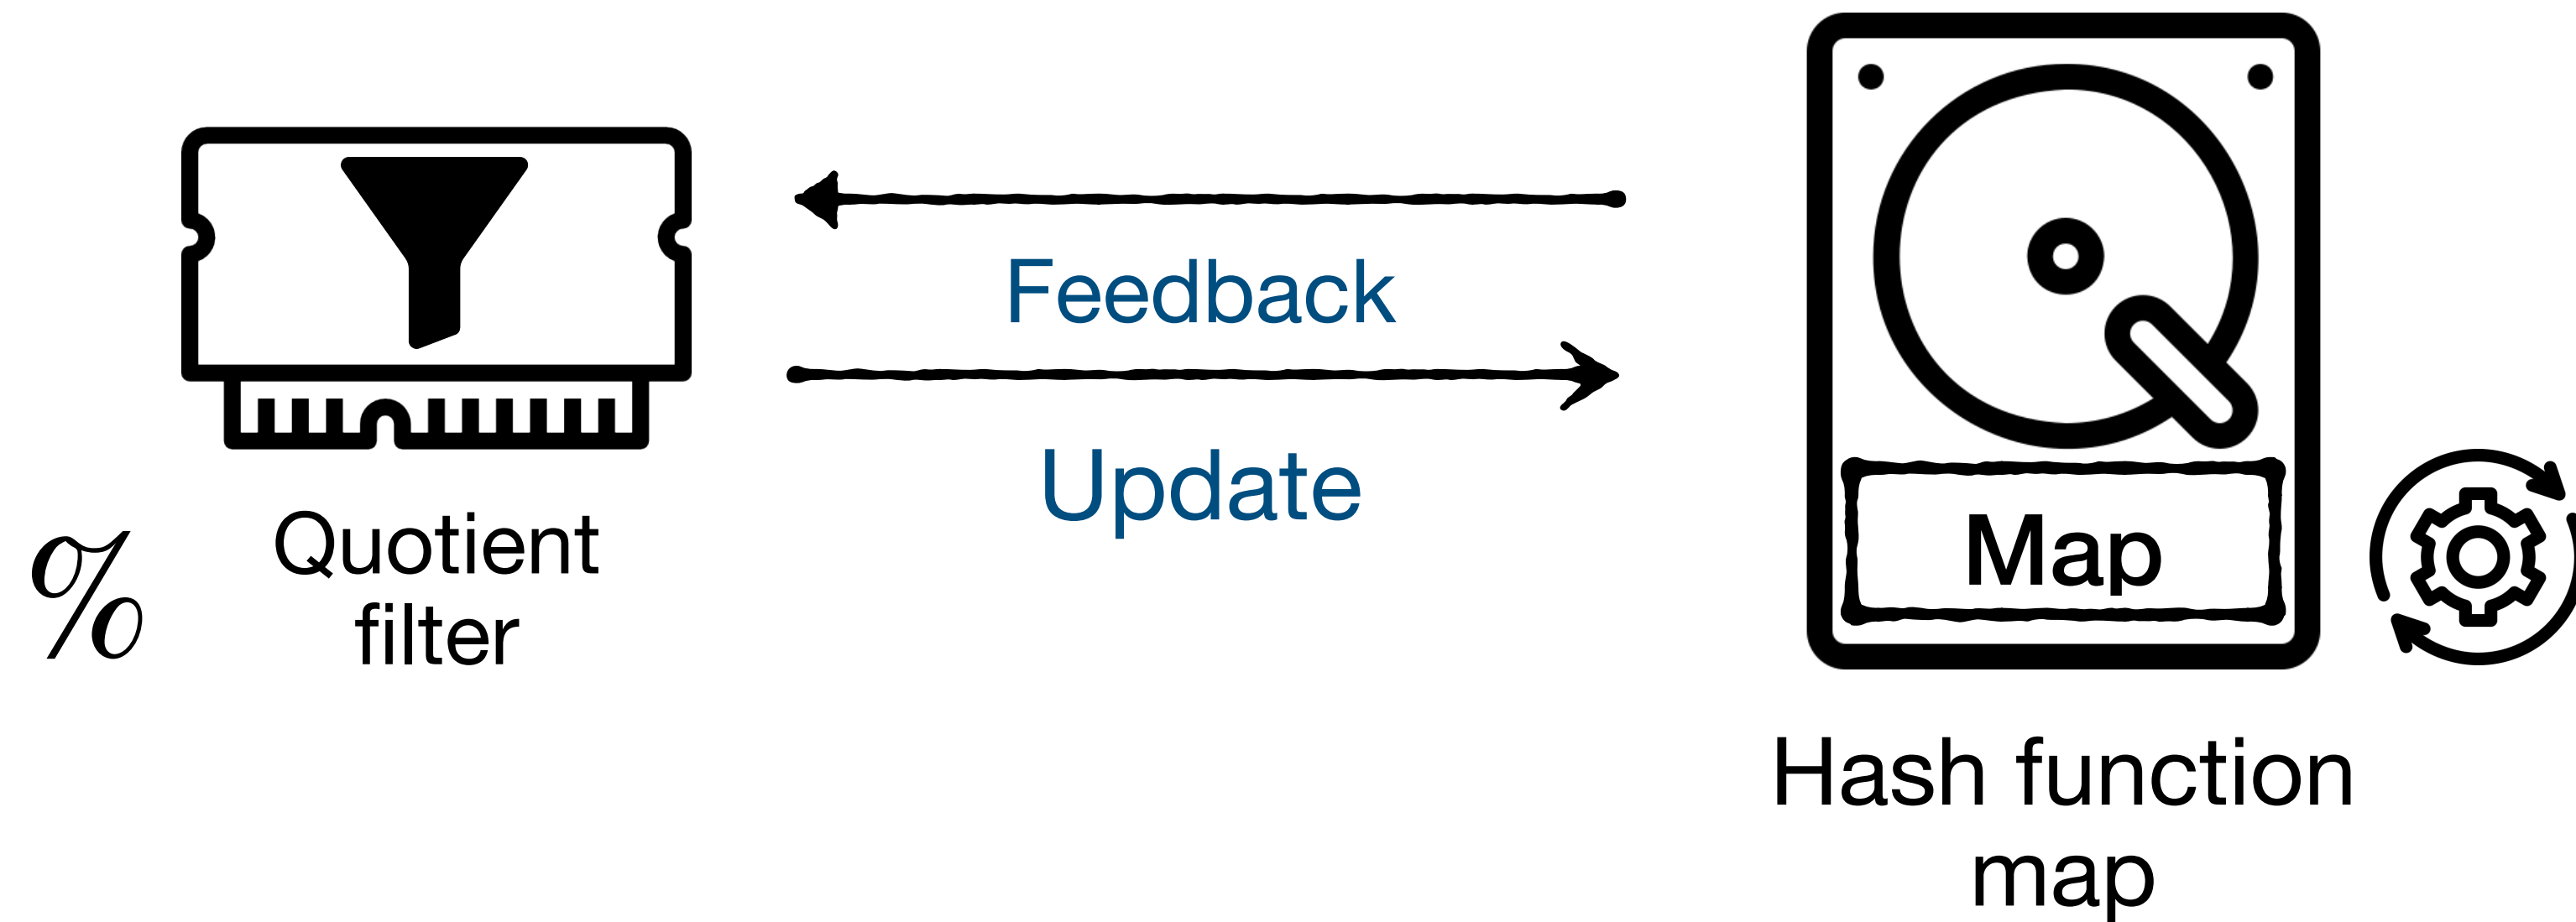 Feedback
Update
%
Quotient
filter
Map
Hash function
map